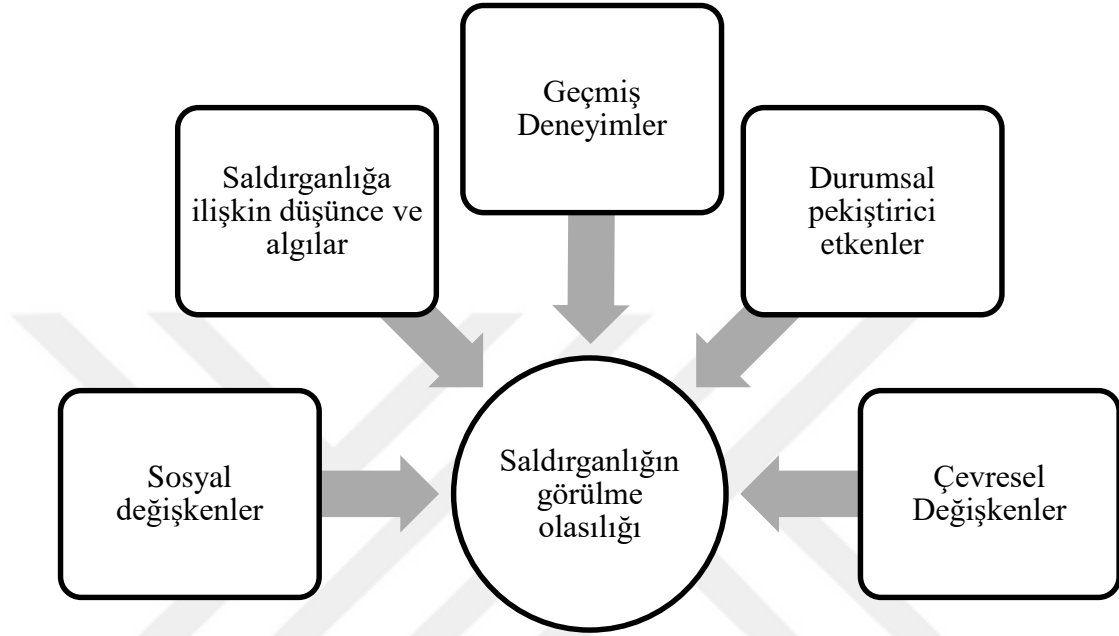 Geçmiş
Deneyimler
Saldırganlığa
ilişkin düşünce ve
algılar
Durumsal
pekiştirici
etkenler
Sosyal
değişkenler
Saldırganlığın
görülme
olasılığı
Çevresel
Değişkenler